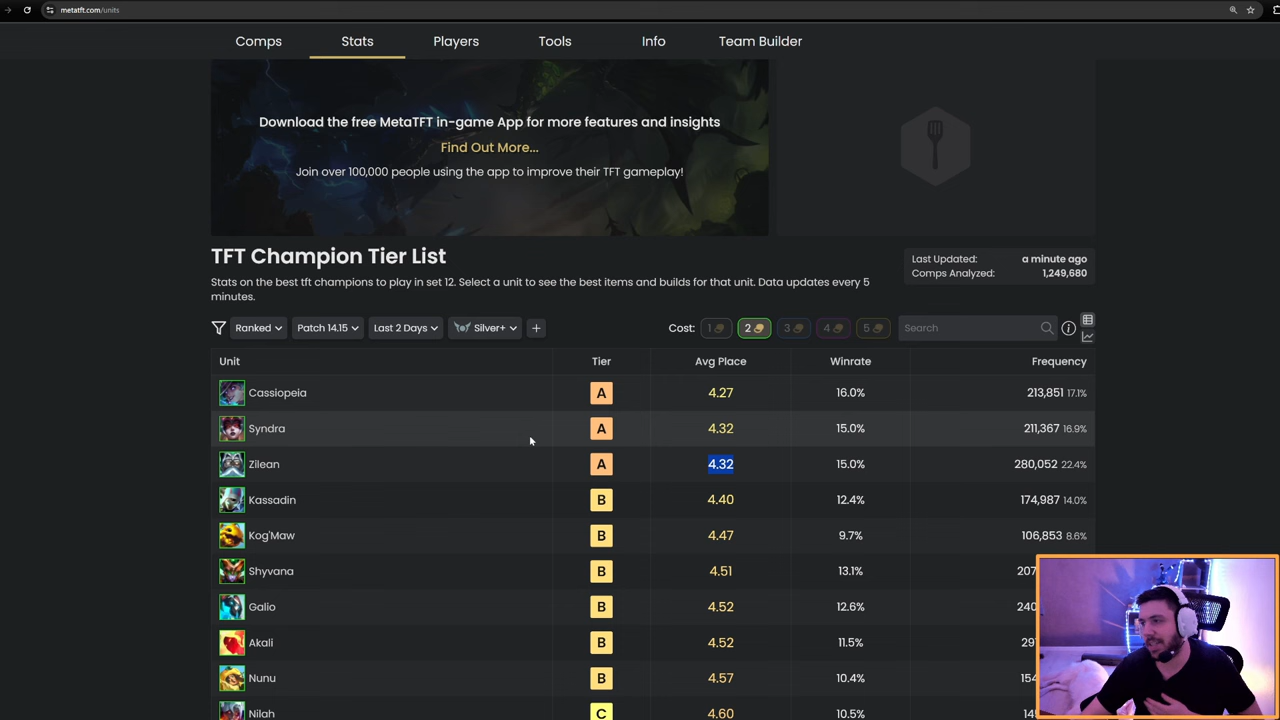 metatft.com/units
Comps Stats Players Tools Info Team Builder
Download the free MetaTFT in-game App for more features and insights
Find Out More...
Join over 100,000 people using the app to improve their TFT gameplay!
TFT Champion Tier List
Last Updated: a minute ago
Comps Analyzed: 1,249,680
Stats on the best tft champions to play in set 12. Select a unit to see the best items and builds for that unit. Data updates every 5
minutes.
Ranked Patch 14.15 Last 2 Days Silver+ + Cost: 1 2 3 4 5 Search
Unit Tier Avg Place Winrate Frequency
Cassiopeia A 4.27 16.0% 213,851 17.1%
Syndra A 4.32 15.0% 211,367 16.9%
Zilean A 4.32 15.0% 280,052 22.4%
Kassadin B 4.40 12.4% 174,987 14.0%
Kog'Maw B 4.47 9.7% 106,853 8.6%
Shyvana B 4.51 13.1% 207
Galio B 4.52 12.6% 240
Akali B 4.52 11.5% 29
Nunu B 4.57 10.4% 154
Nilah C 4.60 10.5% 14